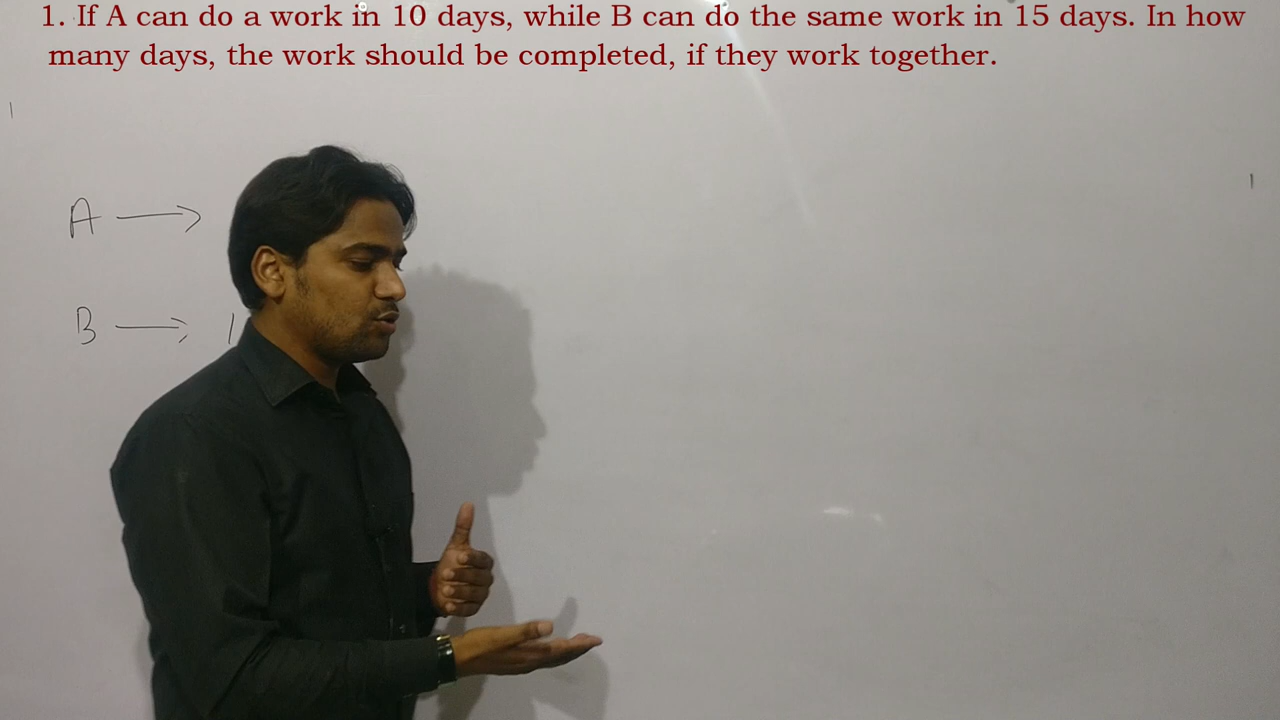 1. If A can do a work in 10 days, while B can do the same work in 15 days. In how
many days, the work should be completed, if they work together.
A →
B → 1